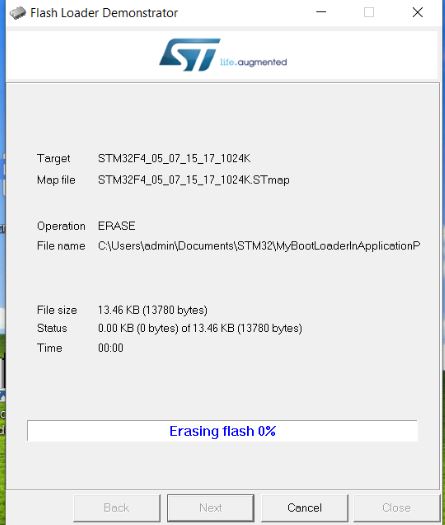 Flash Loader Demonstrator
life.augmented
Target STM32F4_05_07_15_17_1024K
Map file STM32F4_05_07_15_17_1024K.STmap
Operation ERASE
File name C:\Users\admin\Documents\STM32\MyBootLoaderInApplicationP
File size 13.46 KB (13780 bytes)
Status 0.00 KB (0 bytes) of 13.46 KB (13780 bytes)
Time 00:00
Erasing flash 0%
Back Next Cancel Close